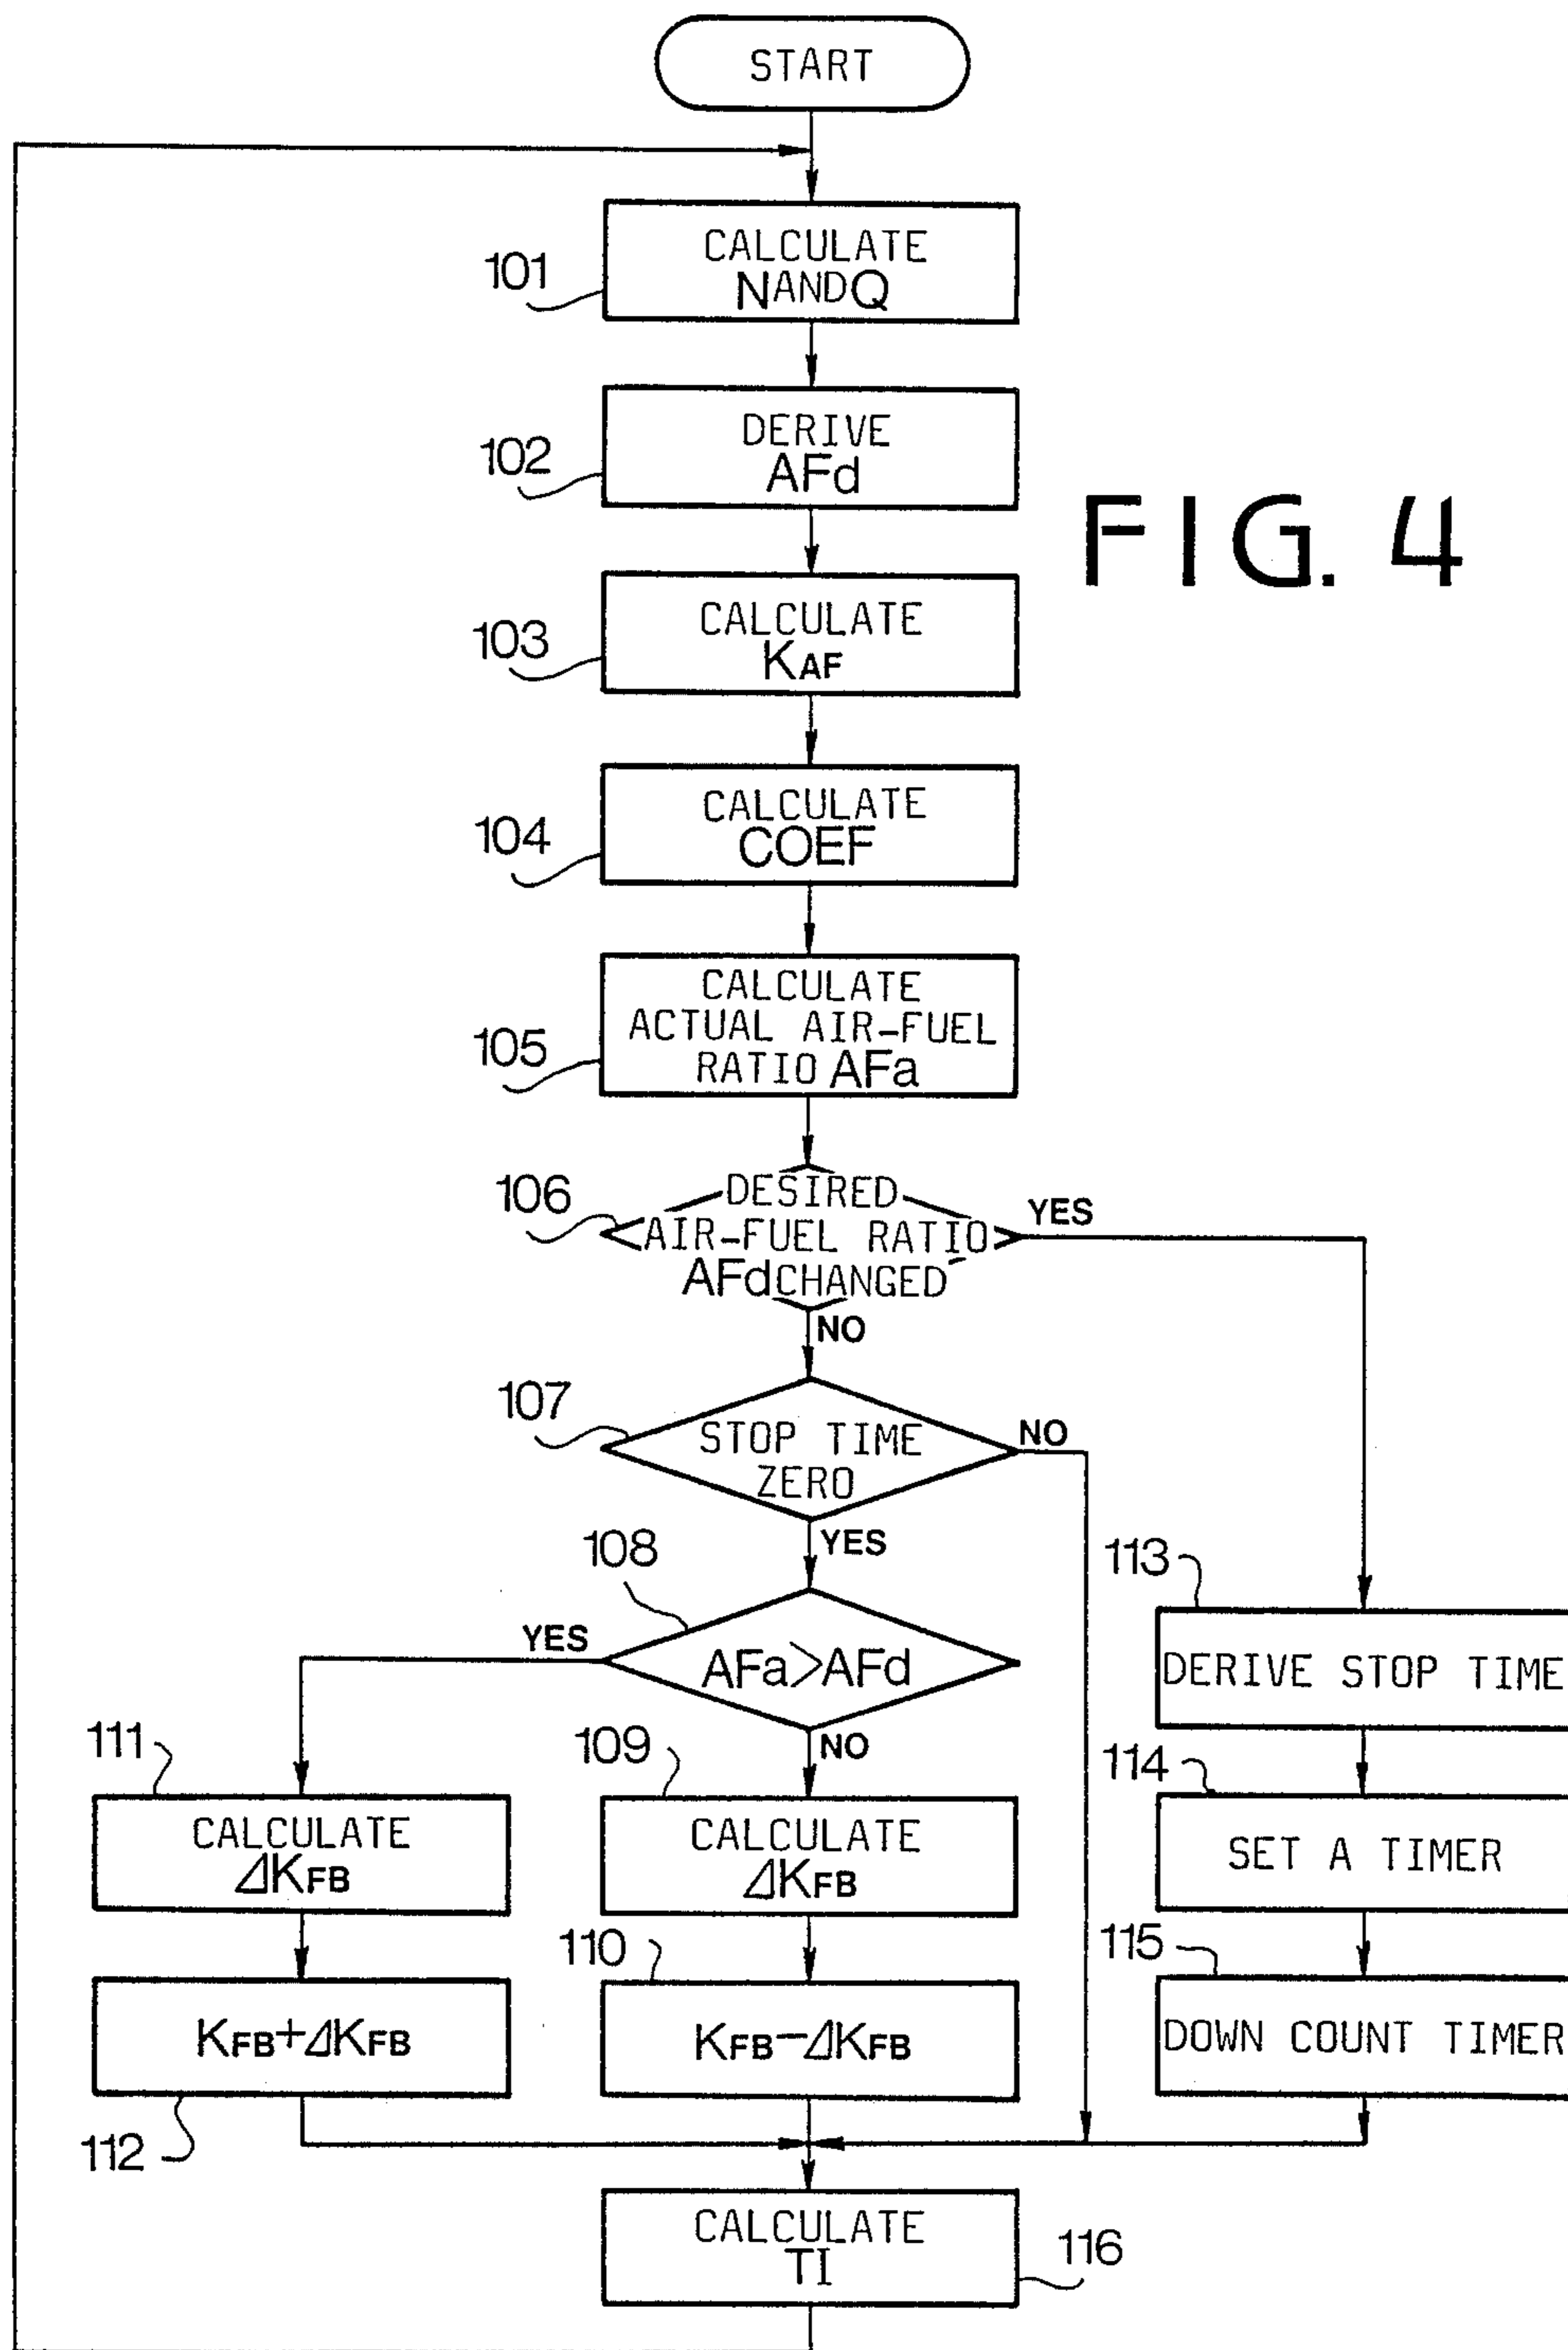 START
CALCULATE
N AND Q
101
DERIVE
AFd
102
FIG. 4
CALCULATE
KAF
103
CALCULATE
COEF
104
CALCULATE
ACTUAL AIR-FUEL
RATIO AFa
105
DESIRED
AIR-FUEL RATIO
AFd CHANGED
106
YES
NO
107
STOP TIME
ZERO
NO
YES
108
AFa>AFd
YES
NO
113
DERIVE STOP TIME
111
CALCULATE
ΔKFB
109
CALCULATE
ΔKFB
114
SET A TIMER
KFB+ΔKFB
112
110
KFB-ΔKFB
115
DOWN COUNT TIMER
CALCULATE
TI
116